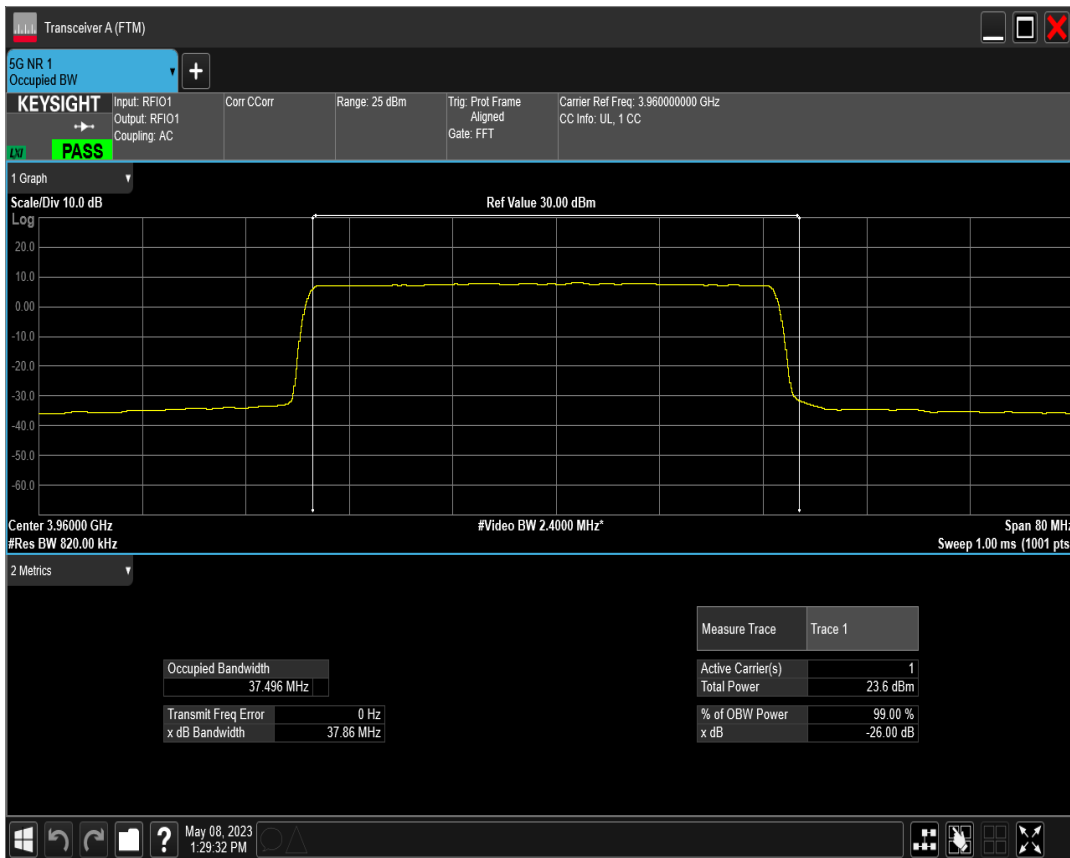 Transceiver A (FTM)
5G NR 1
Occupied BW
+
KEYSIGHT
LXI
PASS
Input: RFIO1
Output: RFIO1
Coupling: AC
Corr CCorr
Range: 25 dBm
Trig: Prot Frame
Aligned
Gate: FFT
Carrier Ref Freq: 3.960000000 GHz
CC Info: UL, 1 CC
1 Graph
Scale/Div 10.0 dB
Ref Value 30.00 dBm
Log
20.0
10.0
0.00
-10.0
-20.0
-30.0
-40.0
-50.0
-60.0
Center 3.96000 GHz
#Video BW 2.4000 MHz*
Span 80 MHz
#Res BW 820.00 kHz
Sweep 1.00 ms (1001 pts
2 Metrics
Measure Trace Trace 1
Occupied Bandwidth
37.496 MHz
Active Carrier(s) 1
Total Power 23.6 dBm
Transmit Freq Error 0 Hz
x dB Bandwidth 37.86 MHz
% of OBW Power 99.00 %
x dB -26.00 dB
?
May 08, 2023
1:29:32 PM